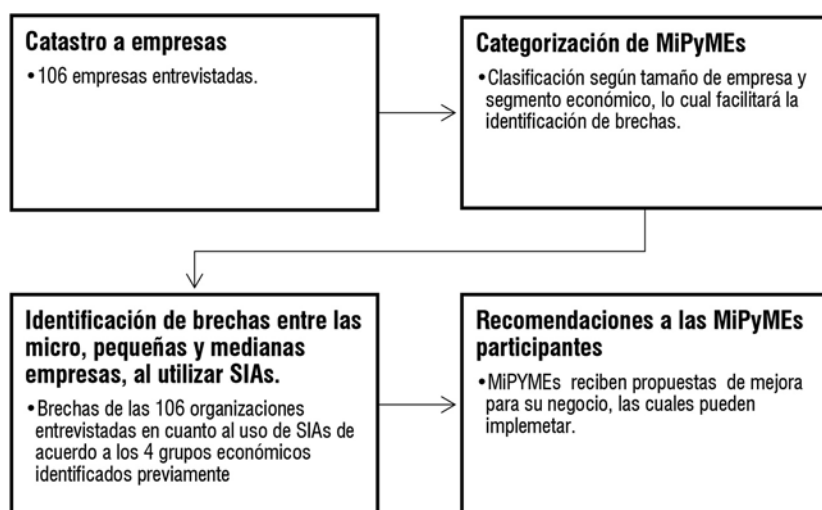 Catastro a empresas
•106 empresas entrevistadas.
Categorización de MiPyMEs
•Clasificación según tamaño de empresa y
segmento económico, lo cual facilitará la
identificación de brechas.
Identificación de brechas entre las
micro, pequeñas y medianas
empresas, al utilizar SIAs.
•Brechas de las 106 organizaciones
entrevistadas en cuanto al uso de SIAs de
acuerdo a los 4 grupos económicos
identificados previamente
Recomendaciones a las MiPyMEs
participantes
•MiPYMEs reciben propuestas de mejora
para su negocio, las cuales pueden
implemetar.